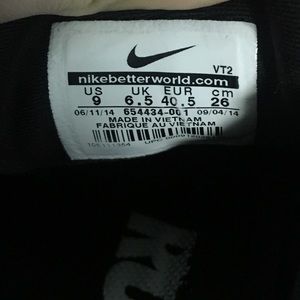 VT2
nikebetterworld.com
US UK EUR cm
9 6.5 40.5 26
06/11/14 654434-001 09/04/14
MADE IN VIETNAM
FABRIQUE AU VIETNAM